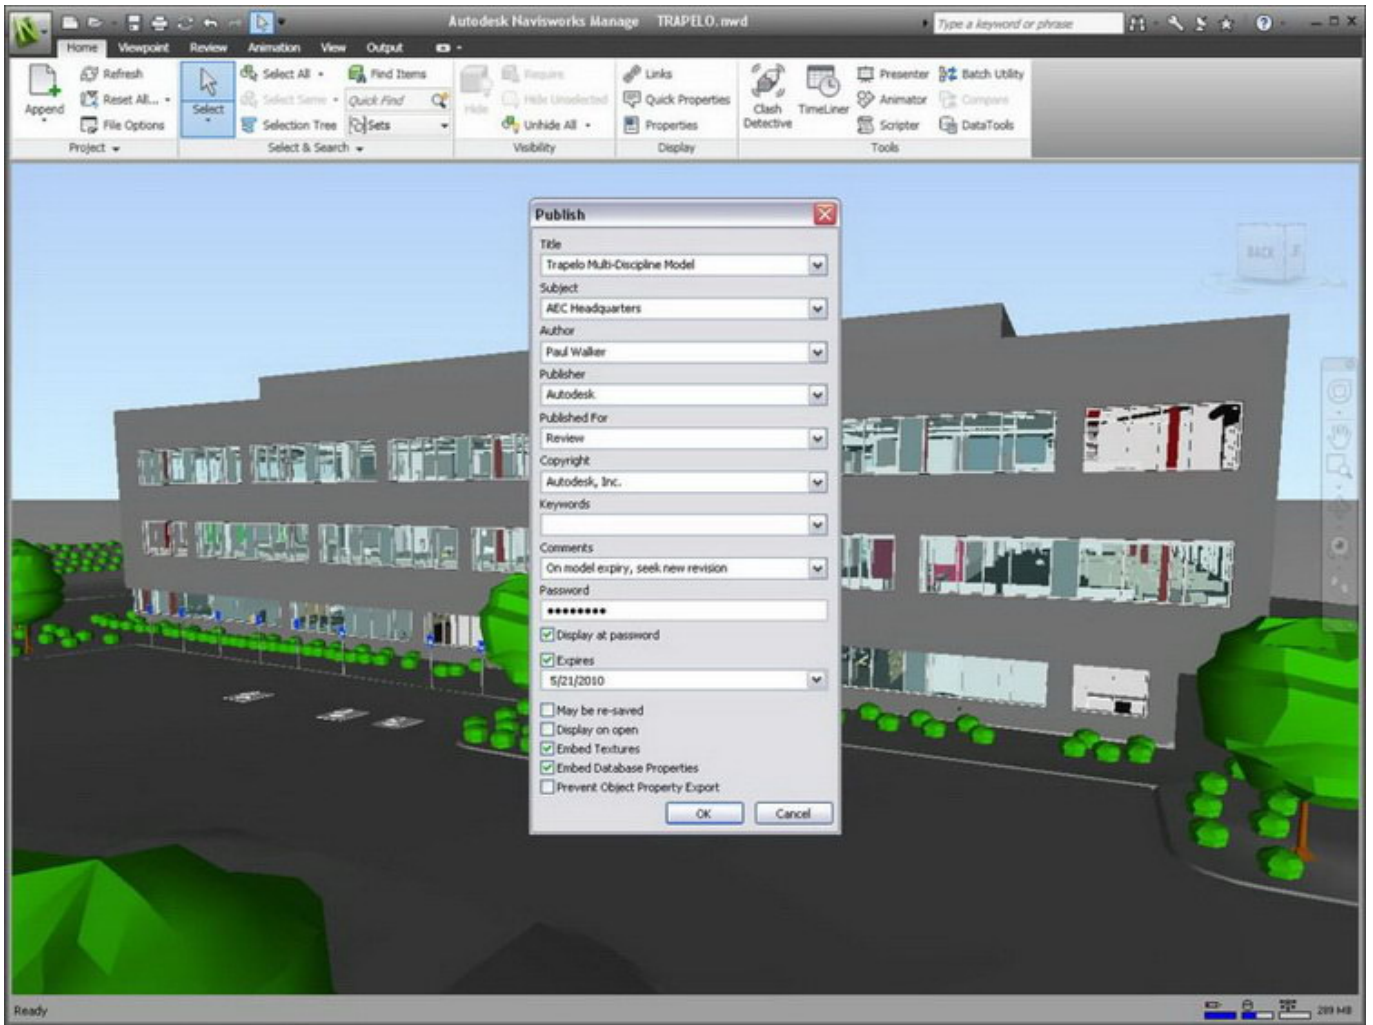 Autodesk Navisworks Manage TRAPELO.nwd
Type a keyword or phrase
Home Viewpoint Review Animation View Output
Append
Refresh
Reset All...
File Options
Project
Select
Select All
Select Same
Selection Tree
Find Items
Quick Find
Sets
Select & Search
Hide
Require
Hide Unselected
Unhide All
Visibility
Links
Quick Properties
Properties
Display
Clash
Detective
TimeLiner
Presenter
Animator
Scripter
Batch Utility
Compare
DataTools
Tools
BACK
Publish
Title
Trapelo Multi-Discipline Model
Subject
AEC Headquarters
Author
Paul Walker
Publisher
Autodesk
Published For
Review
Copyright
Autodesk, Inc.
Keywords
Comments
On model expiry, seek new revision
Password
Display at password
Expires
5/21/2010
May be re-saved
Display on open
Embed Textures
Embed Database Properties
Prevent Object Property Export
OK Cancel
Ready
289 MB